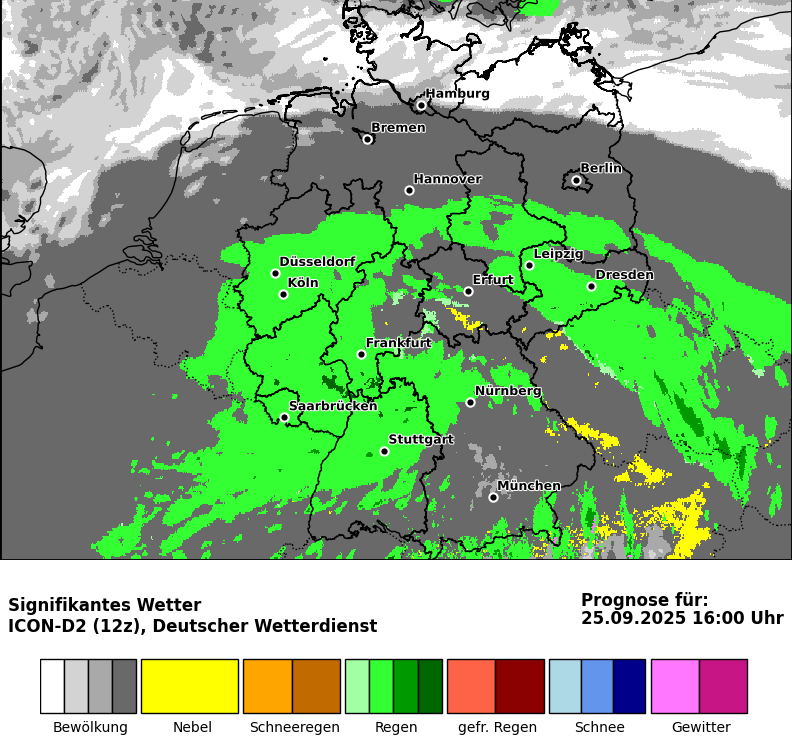 Hamburg
Bremen
Berlin
Hannover
Leipzig
Düsseldorf
Dresden
Köln
Erfurt
Frankfurt
Nürnberg
Saarbrücken
Stuttgart
München
Signifikantes Wetter
ICON-D2 (12z), Deutscher Wetterdienst
Prognose für:
25.09.2025 16:00 Uhr
Bewölkung
Nebel
Schneeregen
Regen
gefr. Regen
Schnee
Gewitter